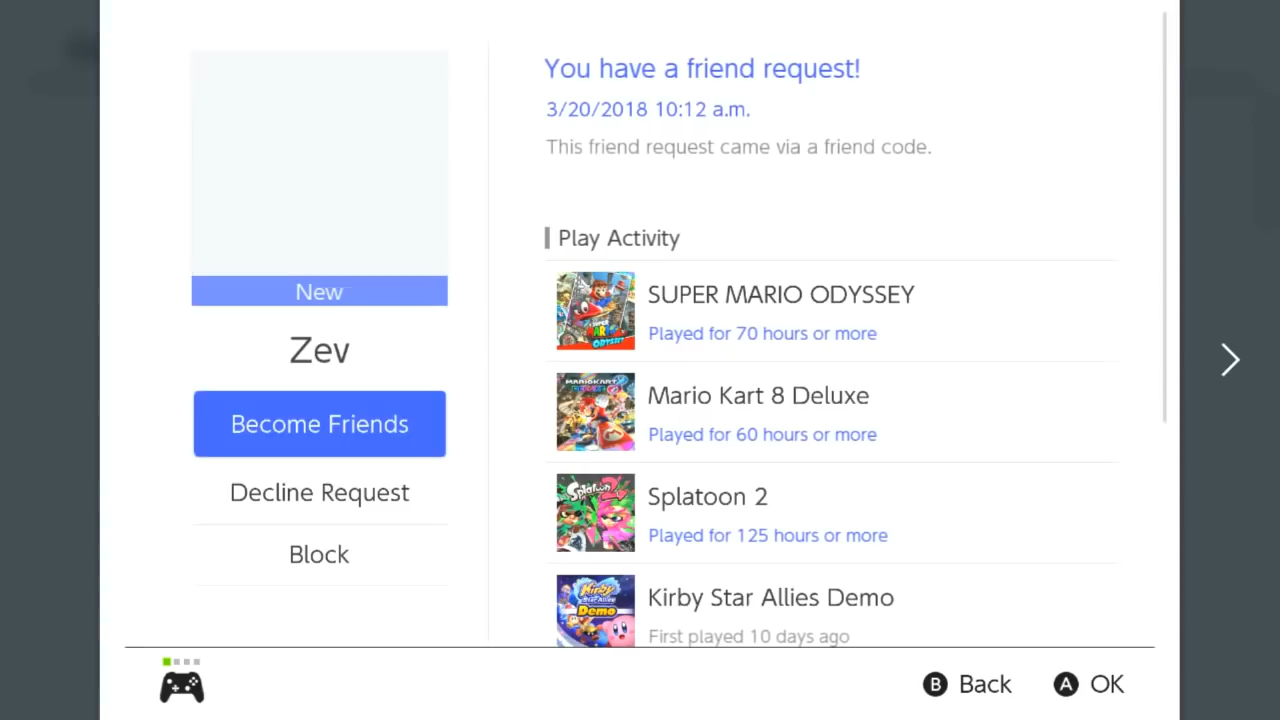 You have a friend request!
3/20/2018 10:12 a.m.
This friend request came via a friend code.
New
Zev
Become Friends
Decline Request
Block
Play Activity
SUPER MARIO ODYSSEY
Played for 70 hours or more
Mario Kart 8 Deluxe
Played for 60 hours or more
Splatoon 2
Played for 125 hours or more
Kirby Star Allies Demo
First played 10 days ago
B Back
A OK